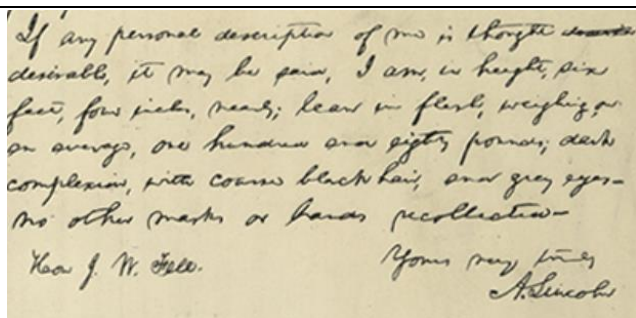 If any personal description of me is thought
desirable, it may be said, I am, in height, six
feet, four inches, nearly; lean in flesh, weighing, on
an average, one hundred and eighty pounds; dark
complexion, with coarse black hair, and grey eyes—
no other marks or brands recollected—
Hon J. W. Fell.
Yours very truly
A. Lincoln